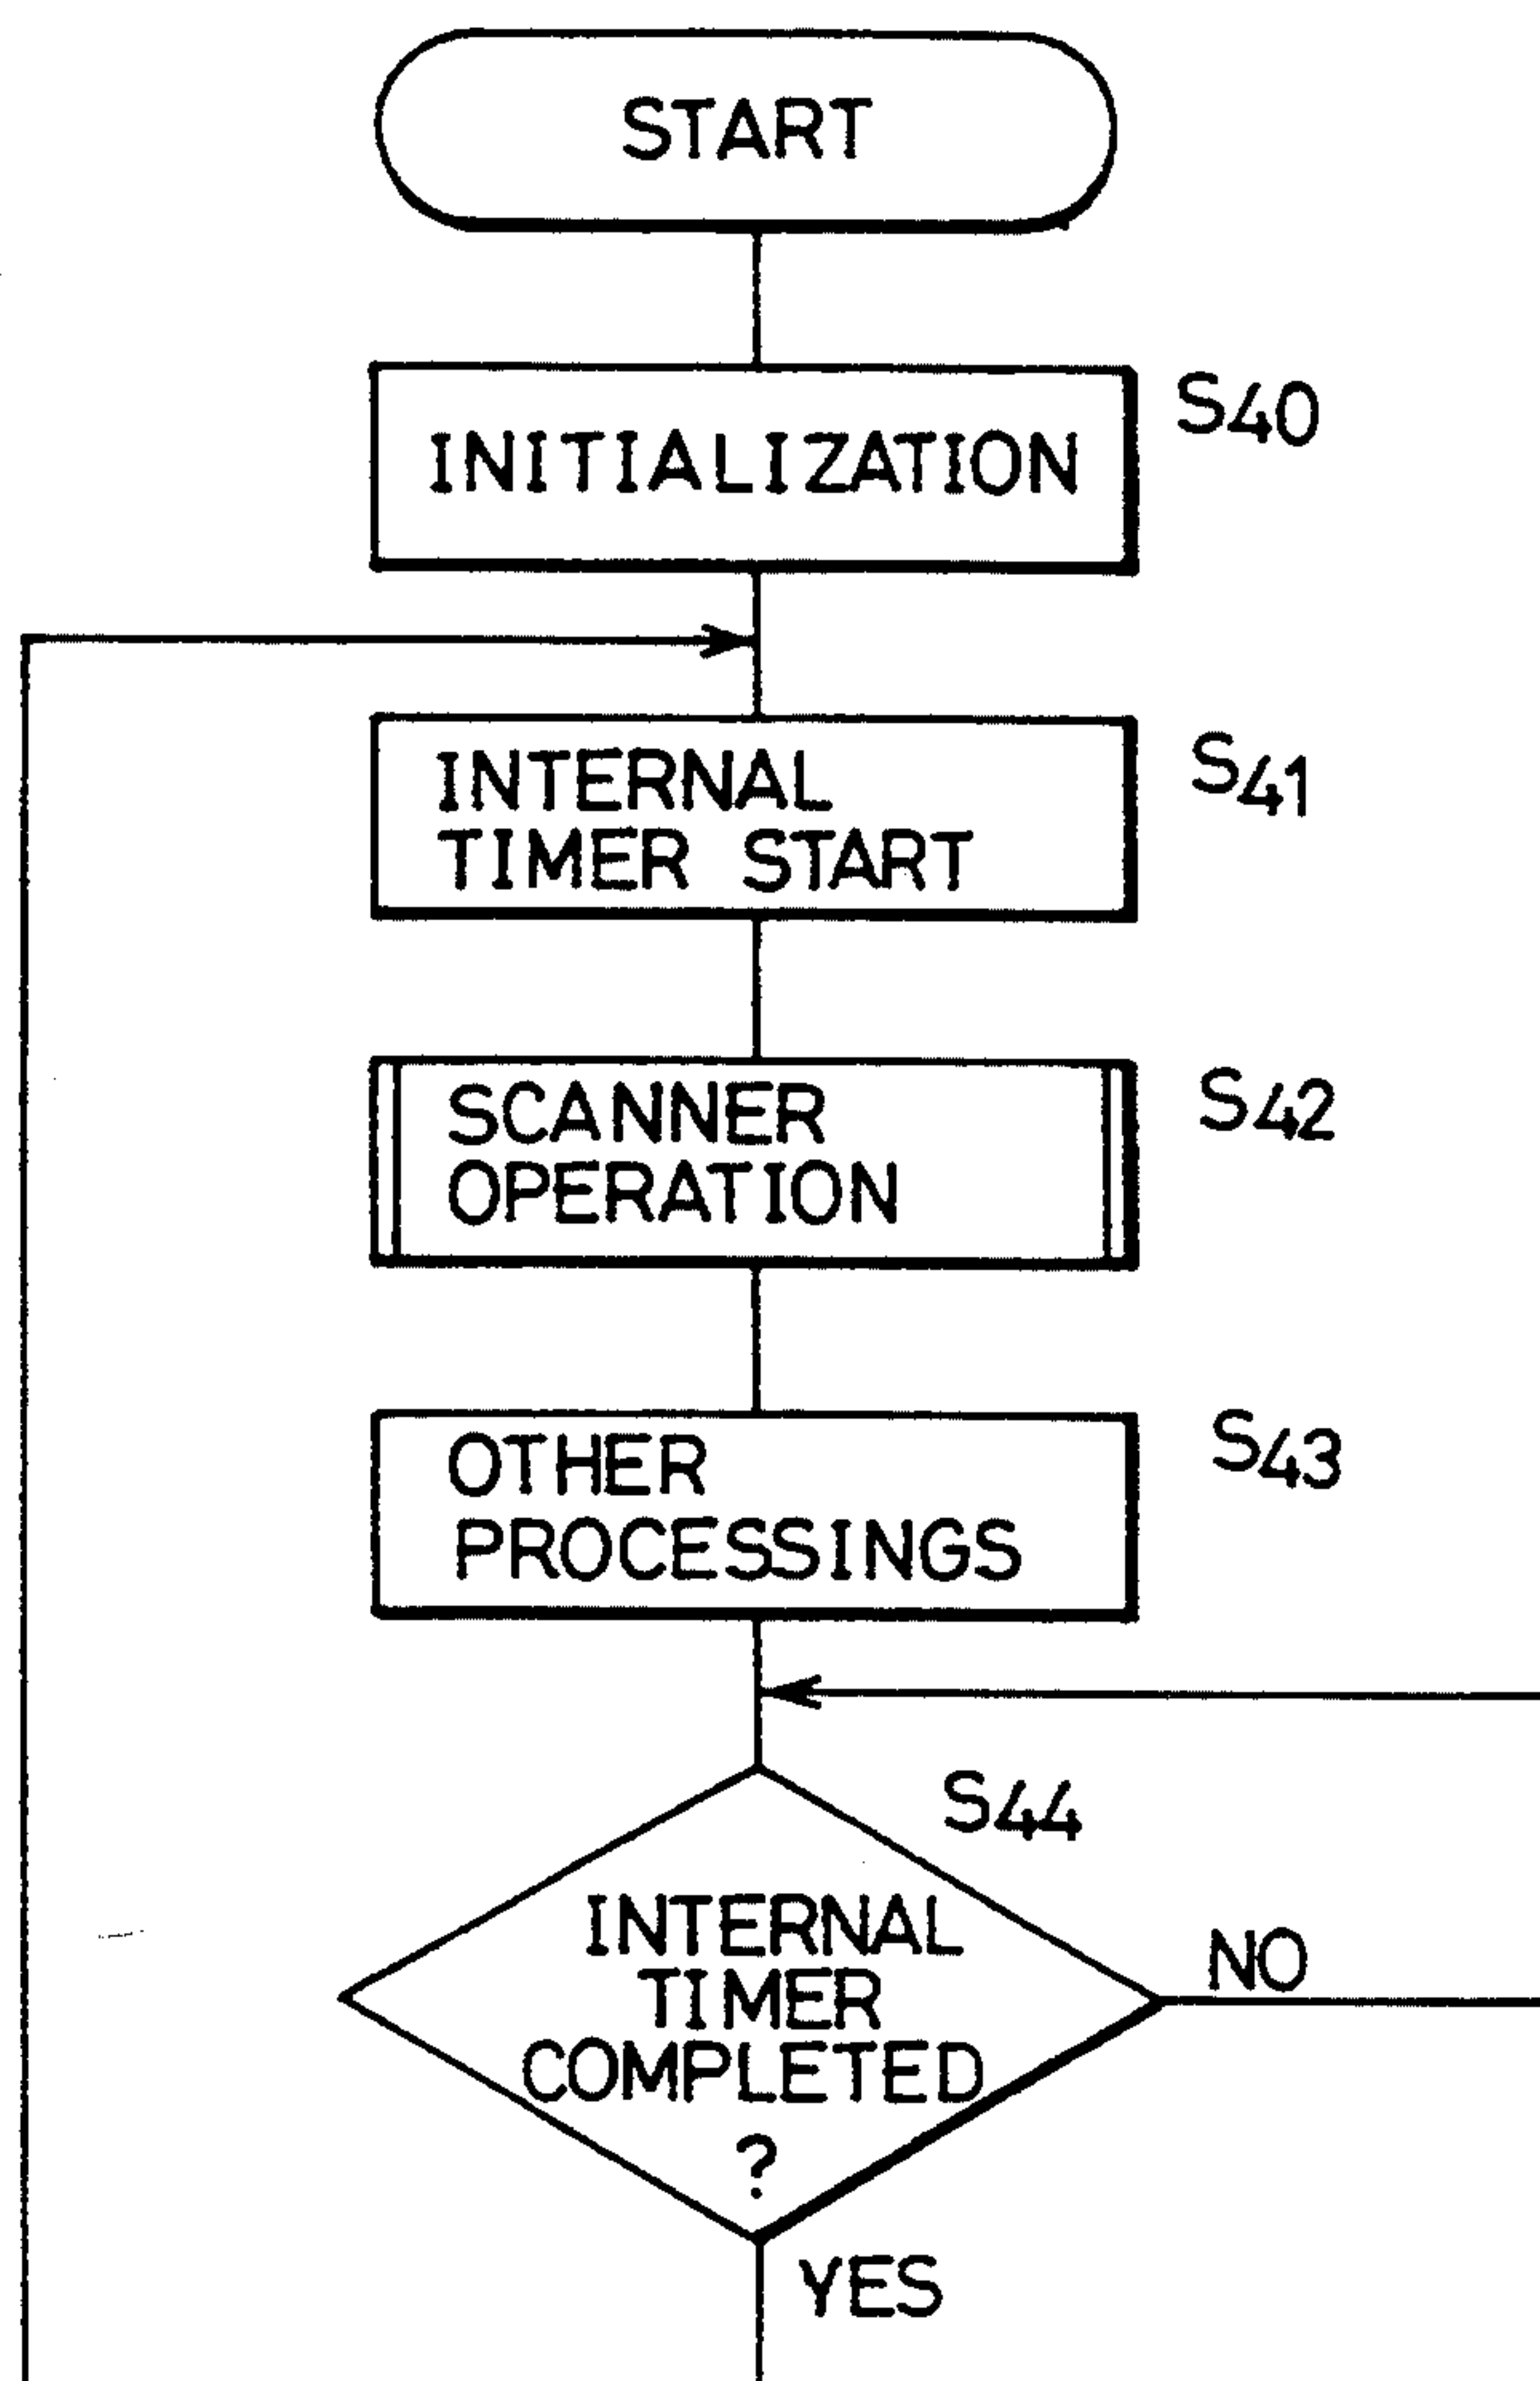 START
INITIALIZATION
S40
INTERNAL
TIMER START
S41
SCANNER
OPERATION
S42
OTHER
PROCESSINGS
S43
S44
INTERNAL
TIMER
COMPLETED
?
NO
YES